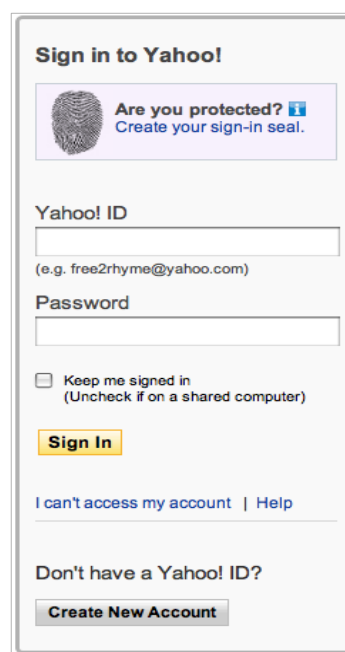 Sign in to Yahoo!
Are you protected?
Create your sign-in seal.
Yahoo! ID
(e.g. free2rhyme@yahoo.com)
Password
Keep me signed in
(Uncheck if on a shared computer)
Sign In
I can't access my account | Help
Don't have a Yahoo! ID?
Create New Account